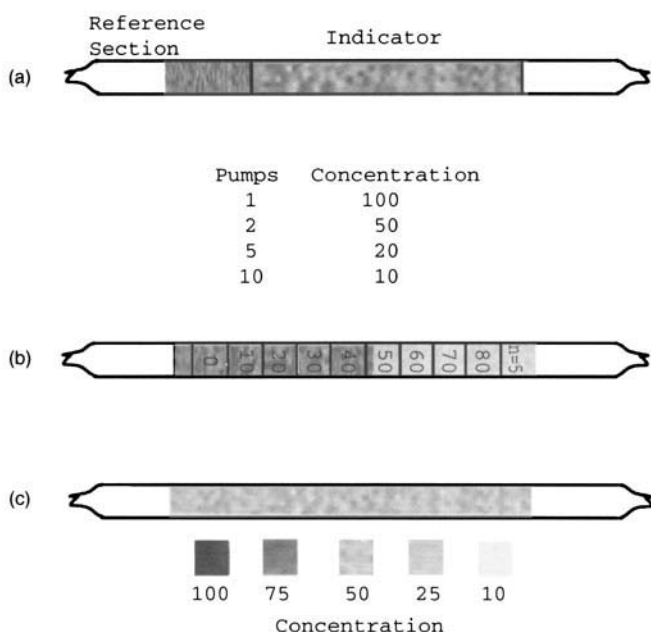 Reference
Section
Indicator
(a)
Pumps Concentration
1 100
2 50
5 20
10 10
(b)
0 10 20 30 40 50 60 70 80 n=5
(c)
100 75 50 25 10
Concentration